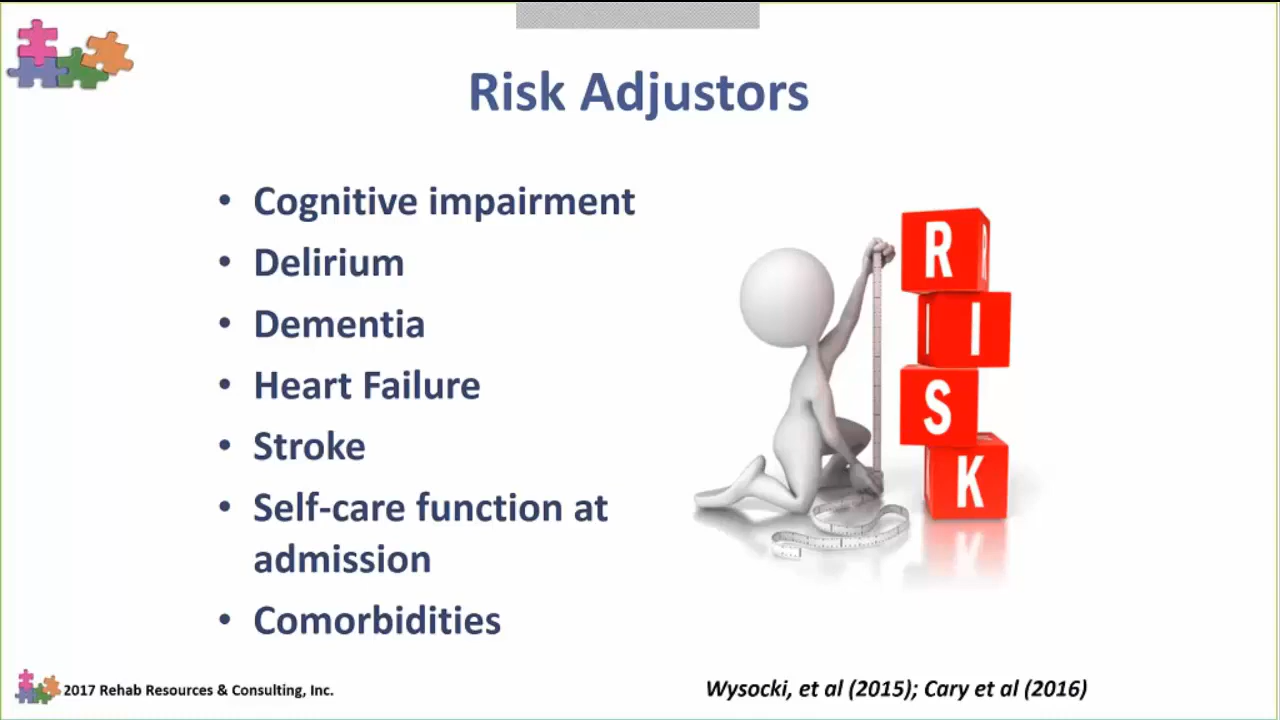 Risk Adjustors
• Cognitive impairment
• Delirium
• Dementia
• Heart Failure
• Stroke
• Self-care function at
admission
• Comorbidities
R
I
S
K
2017 Rehab Resources & Consulting, Inc.
Wysocki, et al (2015); Cary et al (2016)